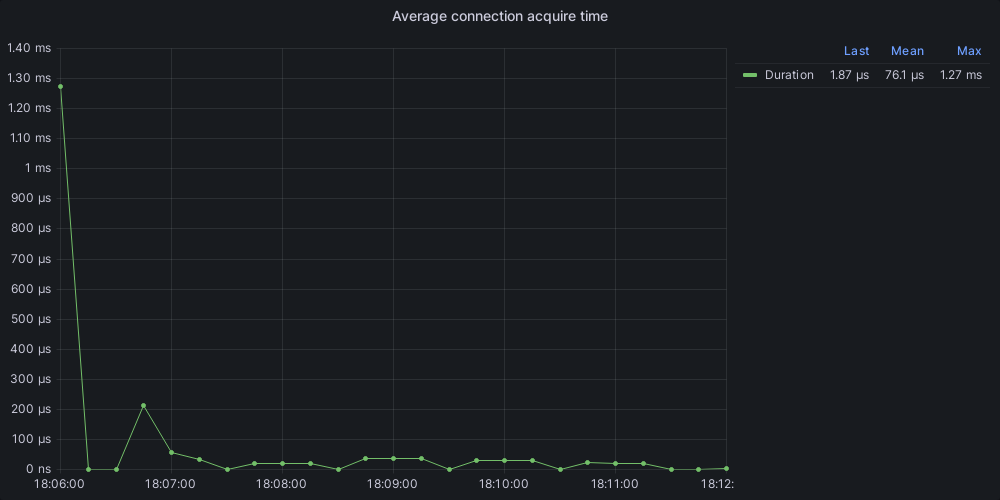 Average connection acquire time
1.40 ms
1.30 ms
1.20 ms
1.10 ms
1 ms
900 µs
800 µs
700 µs
600 µs
500 µs
400 µs
300 µs
200 µs
100 µs
0 ns
18:06:00 18:07:00 18:08:00 18:09:00 18:10:00 18:11:00 18:12:
Last Mean Max
Duration 1.87 µs 76.1 µs 1.27 ms